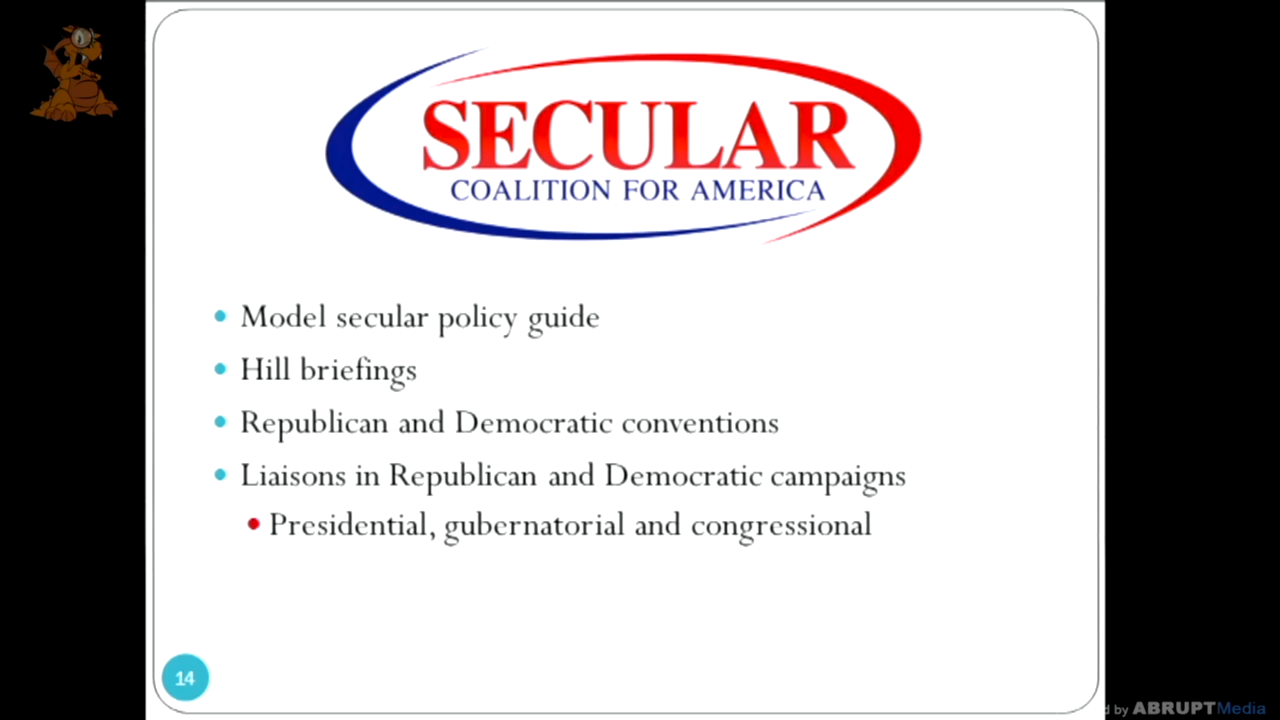 SECULAR
COALITION FOR AMERICA
Model secular policy guide
Hill briefings
Republican and Democratic conventions
Liaisons in Republican and Democratic campaigns
Presidential, gubernatorial and congressional
14
by ABRUPTMedia